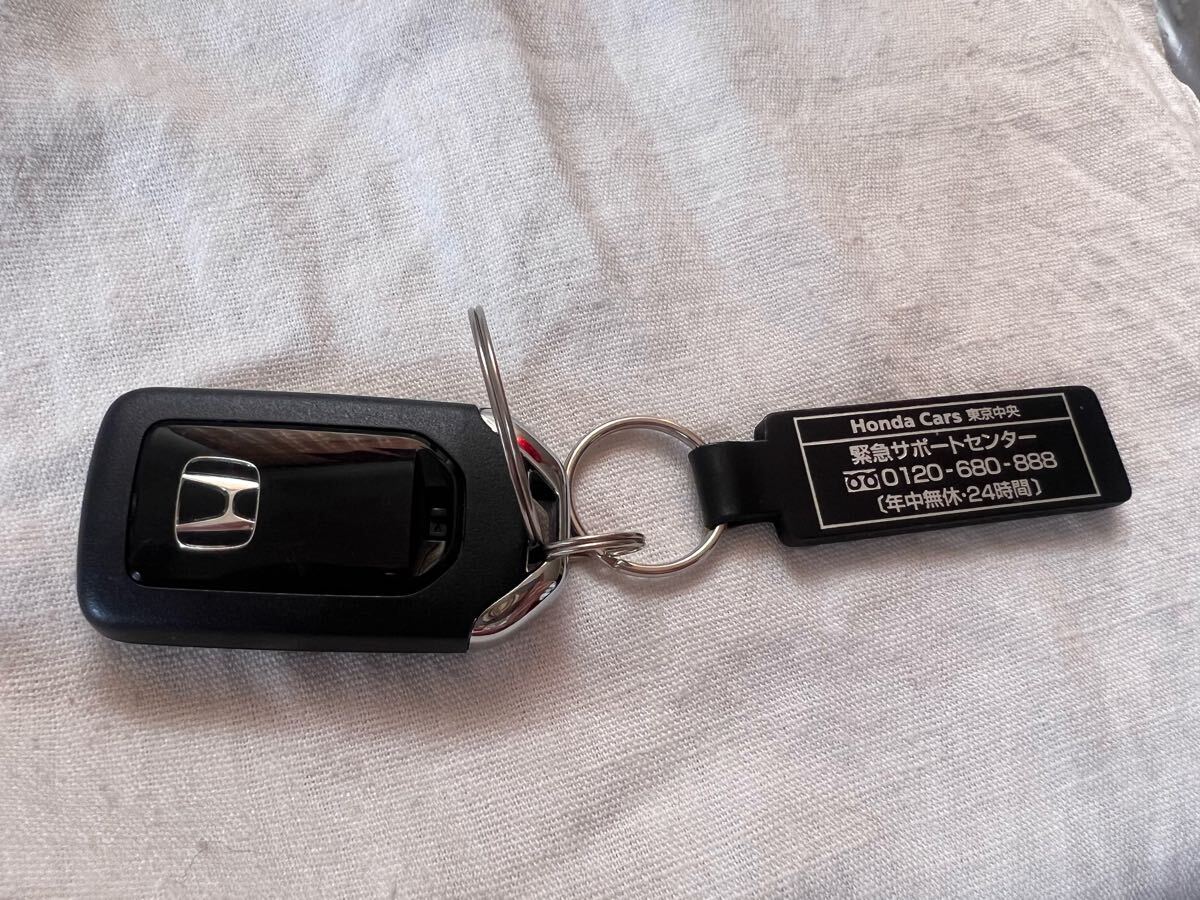 Honda Cars 東京中央
緊急サポートセンター
0120-680-888
〔年中無休・24時間〕